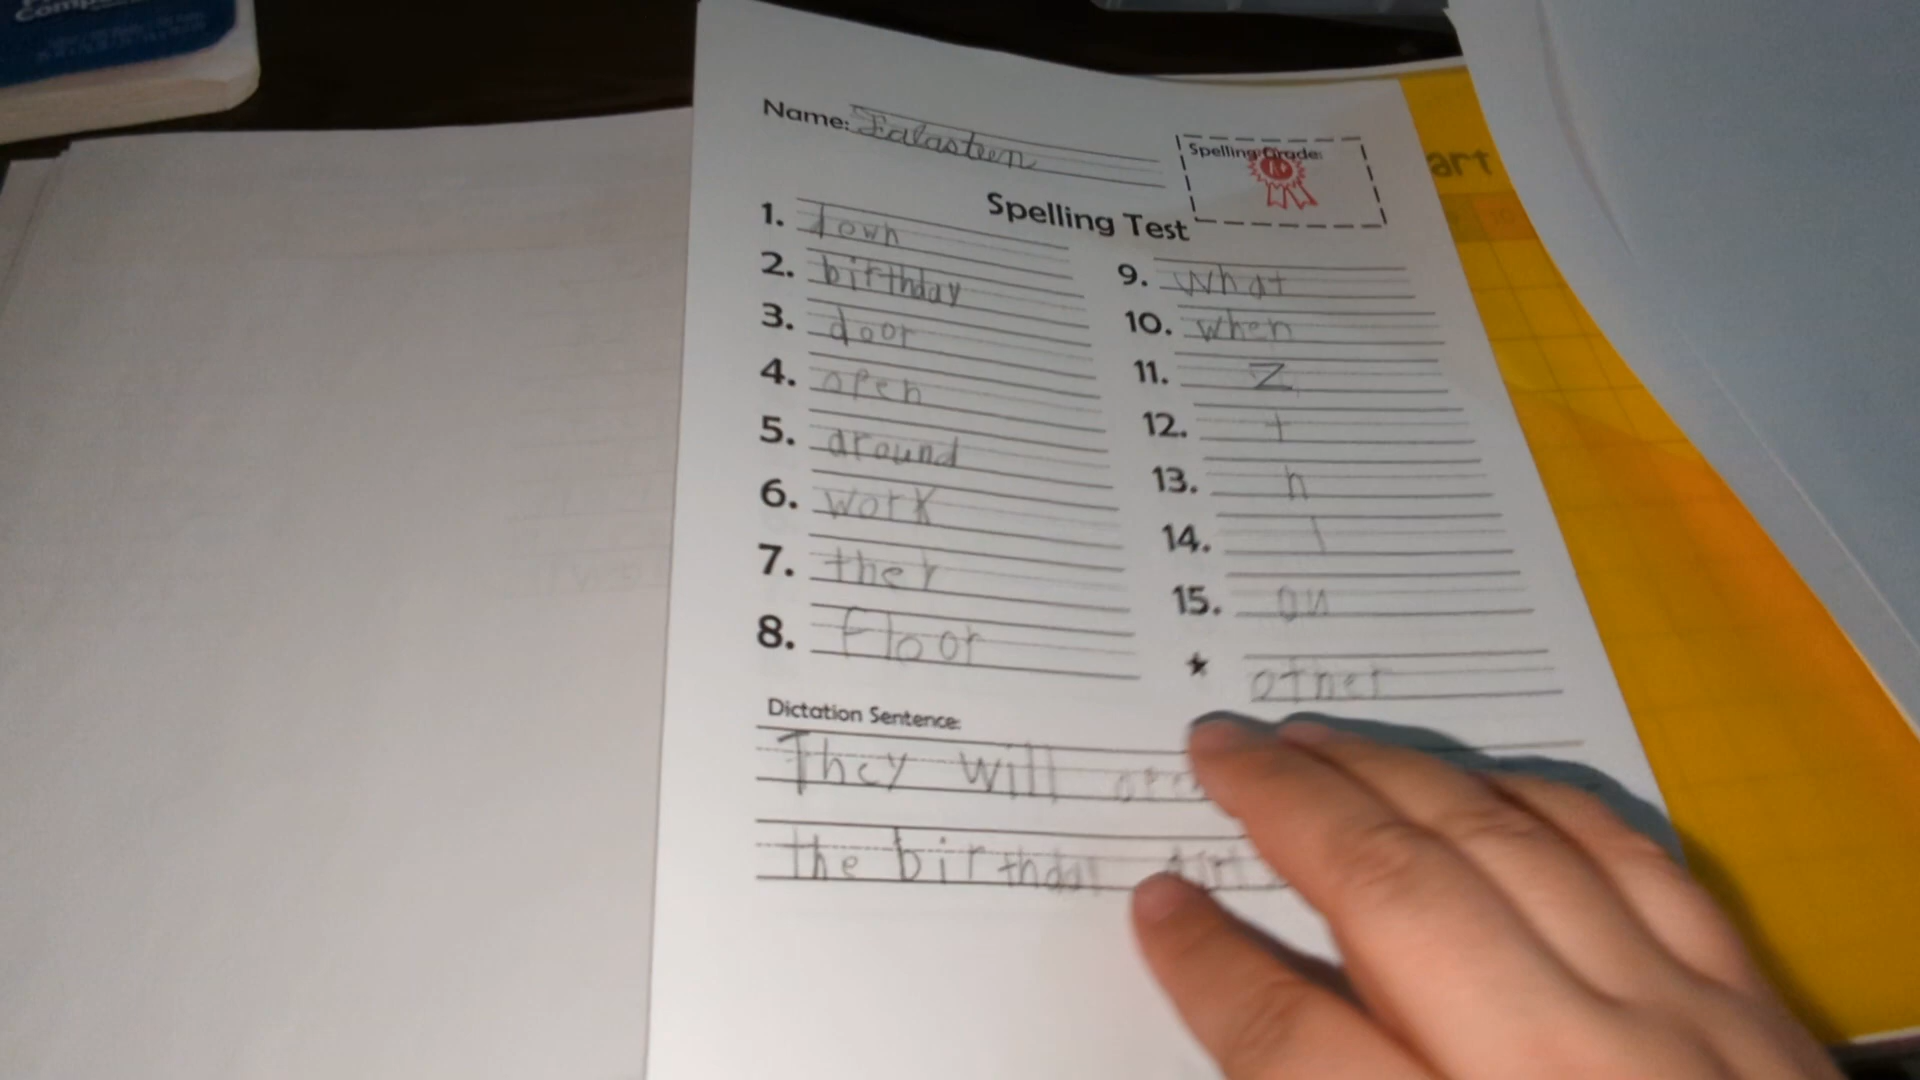 Name: Falasteen
Spelling Grade:
A+
Spelling Test
1. town
2. birthday
3. door
4. open
5. around
6. work
7. ther
8. floor
9. what
10. when
11. z
12. t
13. h
14. l
15. ou
★ other
Dictation Sentence:
They will
the birthday
art